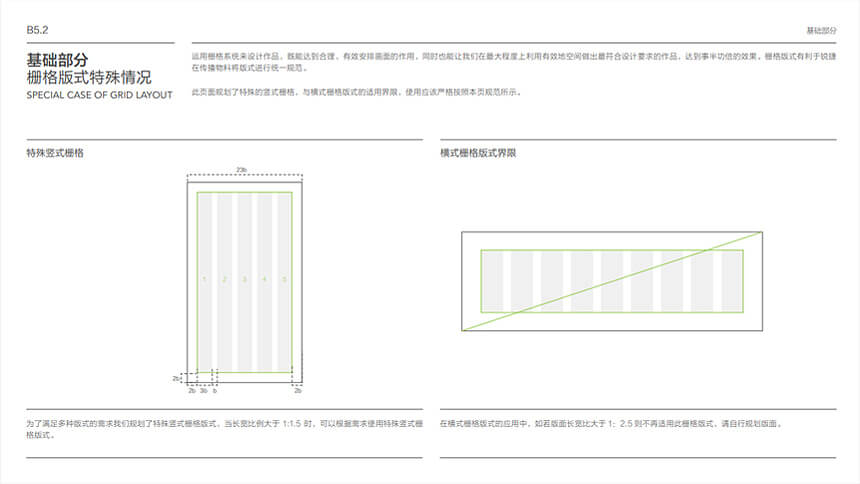 B5.2
基础部分
基础部分
栅格版式特殊情况
SPECIAL CASE OF GRID LAYOUT
运用栅格系统来设计作品，既能达到合理、有效安排画面的作用，同时也能让我们在最大程度上利用有效地空间做出最符合设计要求的作品，达到事半功倍的效果。栅格版式有利于锐捷
在传播物料将版式进行统一规范。
此页面规划了特殊的竖式栅格，与横式栅格版式的适用界限，使用应该严格按照本页规范所示。
特殊竖式栅格
23b
1 2 3 4 5
2b
2b 3b b 2b
为了满足多种版式的需求我们规划了特殊竖式栅格版式，当长宽比例大于 1:1.5 时，可以根据需求使用特殊竖式栅
格版式。
横式栅格版式界限
在横式栅格版式的应用中，如若版面长宽比大于 1：2.5 则不再适用此栅格版式，请自行规划版面。